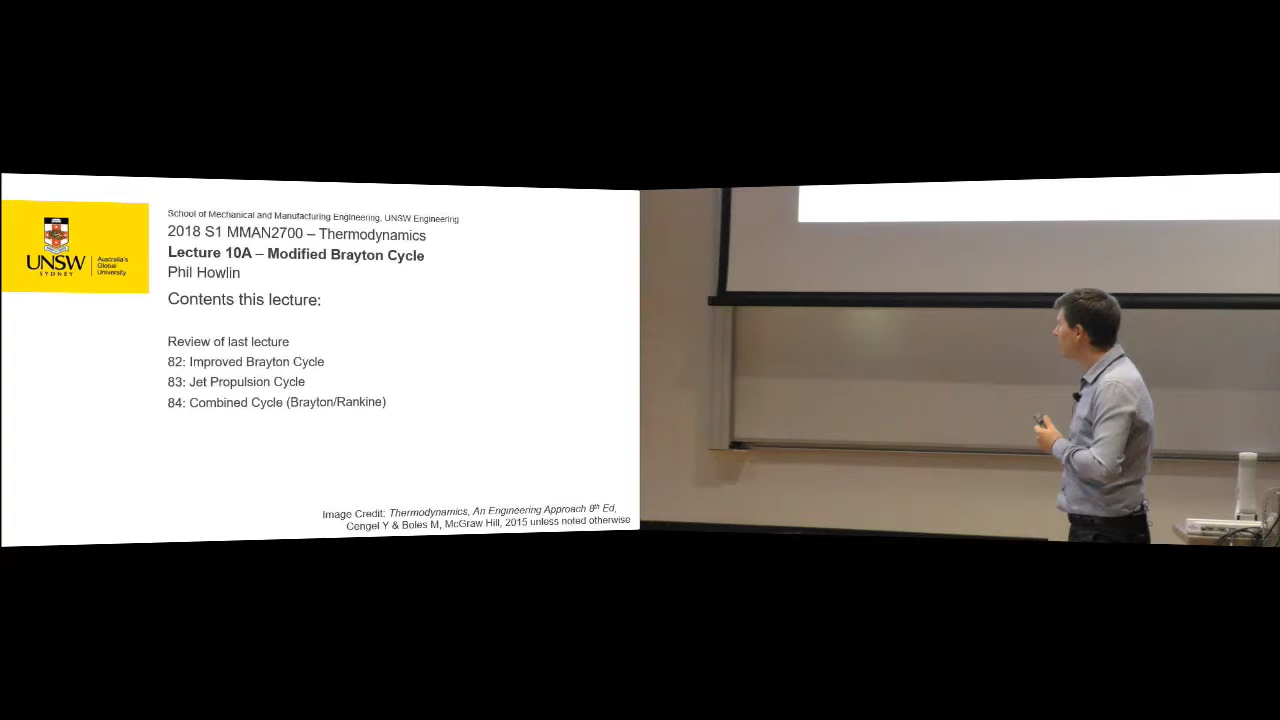 UNSW
SYDNEY
Australia's
Global
University
School of Mechanical and Manufacturing Engineering, UNSW Engineering
2018 S1 MMAN2700 – Thermodynamics
Lecture 10A – Modified Brayton Cycle
Phil Howlin
Contents this lecture:
Review of last lecture
82: Improved Brayton Cycle
83: Jet Propulsion Cycle
84: Combined Cycle (Brayton/Rankine)
Image Credit: Thermodynamics, An Engineering Approach 8th Ed,
Cengel Y & Boles M, McGraw Hill, 2015 unless noted otherwise